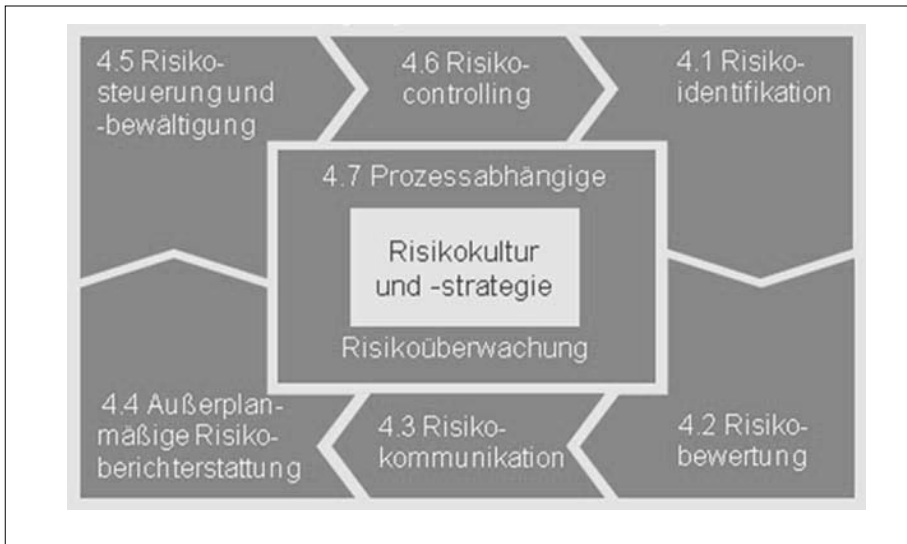 4.5 Risiko-
steuerung und
-bewältigung
4.6 Risiko-
controlling
4.1 Risiko-
identifikation
4.7 Prozessabhängige
Risikokultur
und -strategie
Risikoüberwachung
4.4 Außerplan-
mäßige Risiko-
berichterstattung
4.3 Risiko-
kommunikation
4.2 Risiko-
bewertung